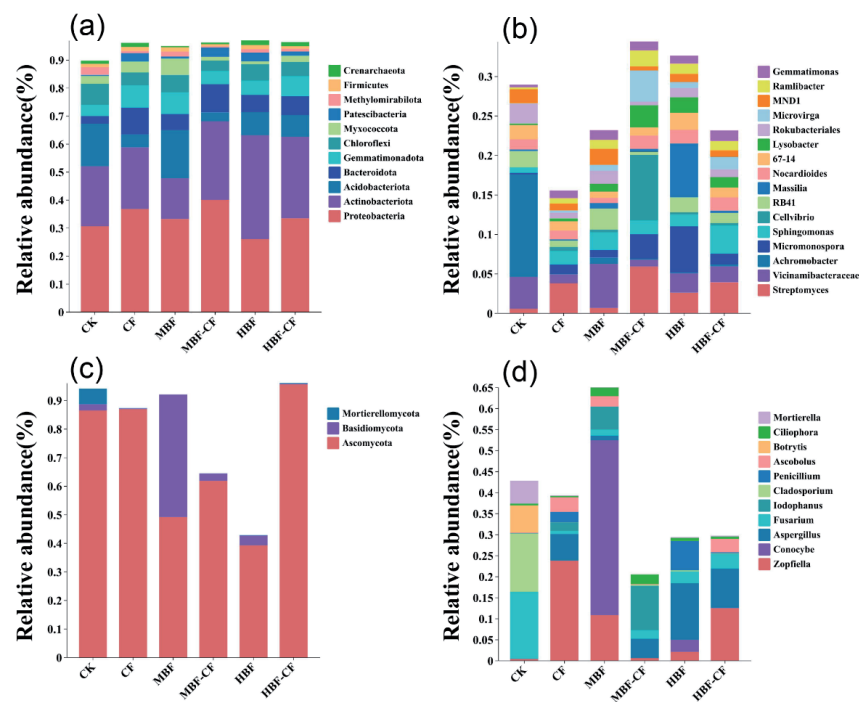 (a)
Relative abundance(%)
0.9
0.8
0.7
0.6
0.5
0.4
0.3
0.2
0.1
0
CK
CF
MBF
MBF-CF
HBF
HBF-CF
Crenarchaeota
Firmicutes
Methylomirabilota
Patescibacteria
Myxococcota
Chloroflexi
Gemmatimonadota
Bacteroidota
Acidobacteriota
Actinobacteriota
Proteobacteria
(b)
Relative abundance(%)
0.3
0.25
0.2
0.15
0.1
0.05
0
CK
CF
MBF
MBF-CF
HBF
HBF-CF
Gemmatimonas
Ramlibacter
MND1
Microvirga
Rokubacteriales
Lysobacter
67-14
Nocardioides
Massilia
RB41
Cellvibrio
Sphingomonas
Micromonospora
Achromobacter
Vicinamibacteraceae
Streptomyces
(c)
Relative abundance(%)
0.9
0.8
0.7
0.6
0.5
0.4
0.3
0.2
0.1
0
CK
CF
MBF
MBF-CF
HBF
HBF-CF
Mortierellomycota
Basidiomycota
Ascomycota
(d)
Relative abundance(%)
0.65
0.6
0.55
0.5
0.45
0.4
0.35
0.3
0.25
0.2
0.15
0.1
0.05
0
CK
CF
MBF
MBF-CF
HBF
HBF-CF
Mortierella
Ciliophora
Botrytis
Ascobolus
Penicillium
Cladosporium
Iodophanus
Fusarium
Aspergillus
Conocybe
Zopfiella